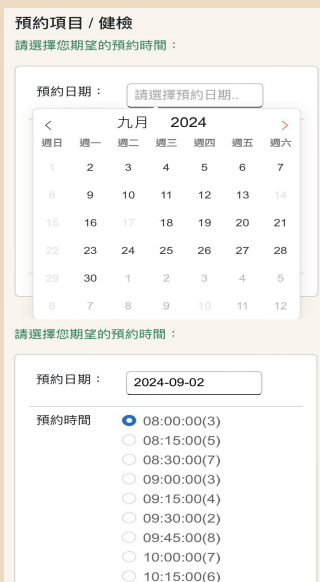 預約項目 / 健檢
請選擇您期望的預約時間：
預約日期： 請選擇預約日期..
九月 2024
週日 週一 週二 週三 週四 週五 週六
1 2 3 4 5 6 7
8 9 10 11 12 13 14
15 16 17 18 19 20 21
22 23 24 25 26 27 28
29 30 1 2 3 4 5
6 7 8 9 10 11 12
請選擇您期望的預約時間：
預約日期： 2024-09-02
預約時間 08:00:00(3)
08:15:00(5)
08:30:00(7)
09:00:00(3)
09:15:00(4)
09:30:00(2)
09:45:00(8)
10:00:00(7)
10:15:00(6)